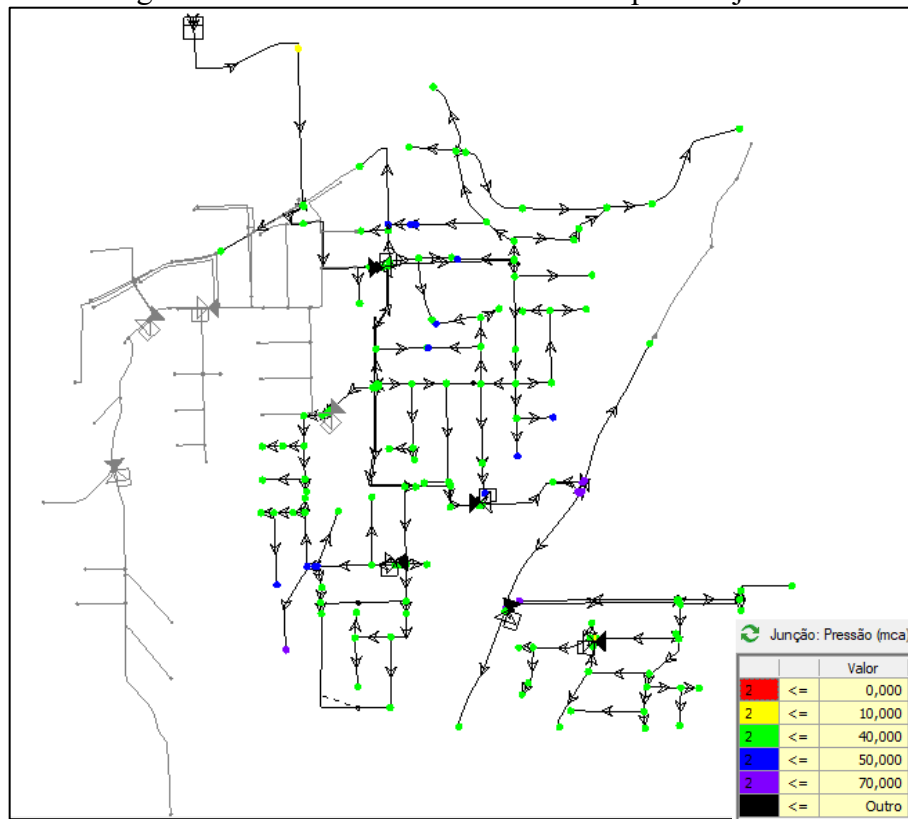 Junção: Pressão (mca)
Valor
2 <= 0,000
2 <= 10,000
2 <= 40,000
2 <= 50,000
2 <= 70,000
<= Outro